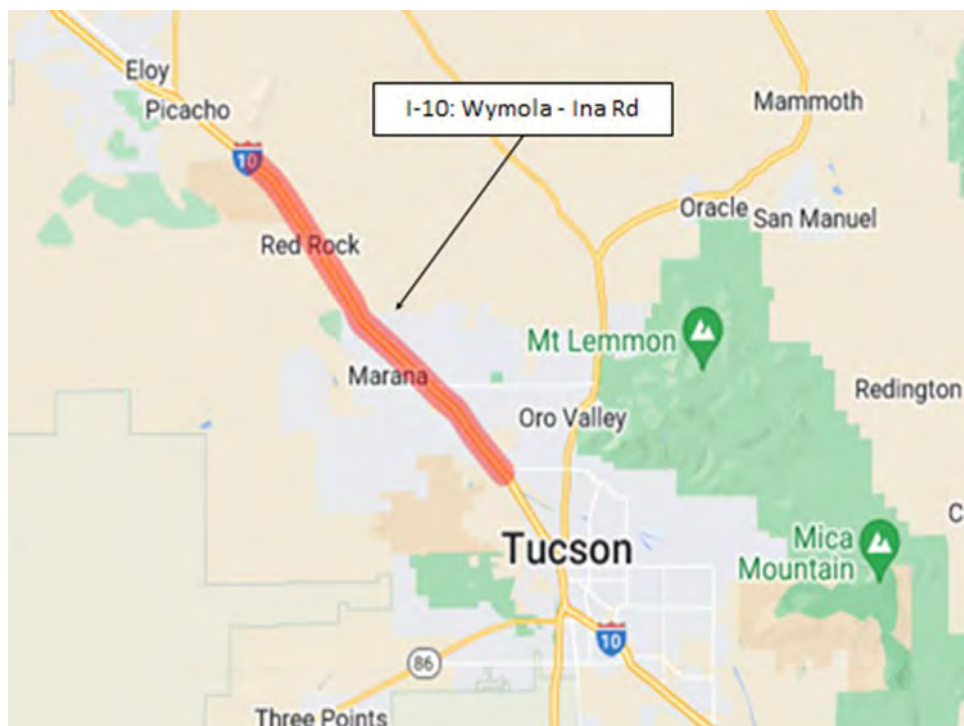 Eloy
Picacho
I-10: Wymola - Ina Rd
Mammoth
10
Oracle
San Manuel
Red Rock
Mt Lemmon
Marana
Redington
Oro Valley
Tucson
C
Mica
Mountain
10
86
Three Points